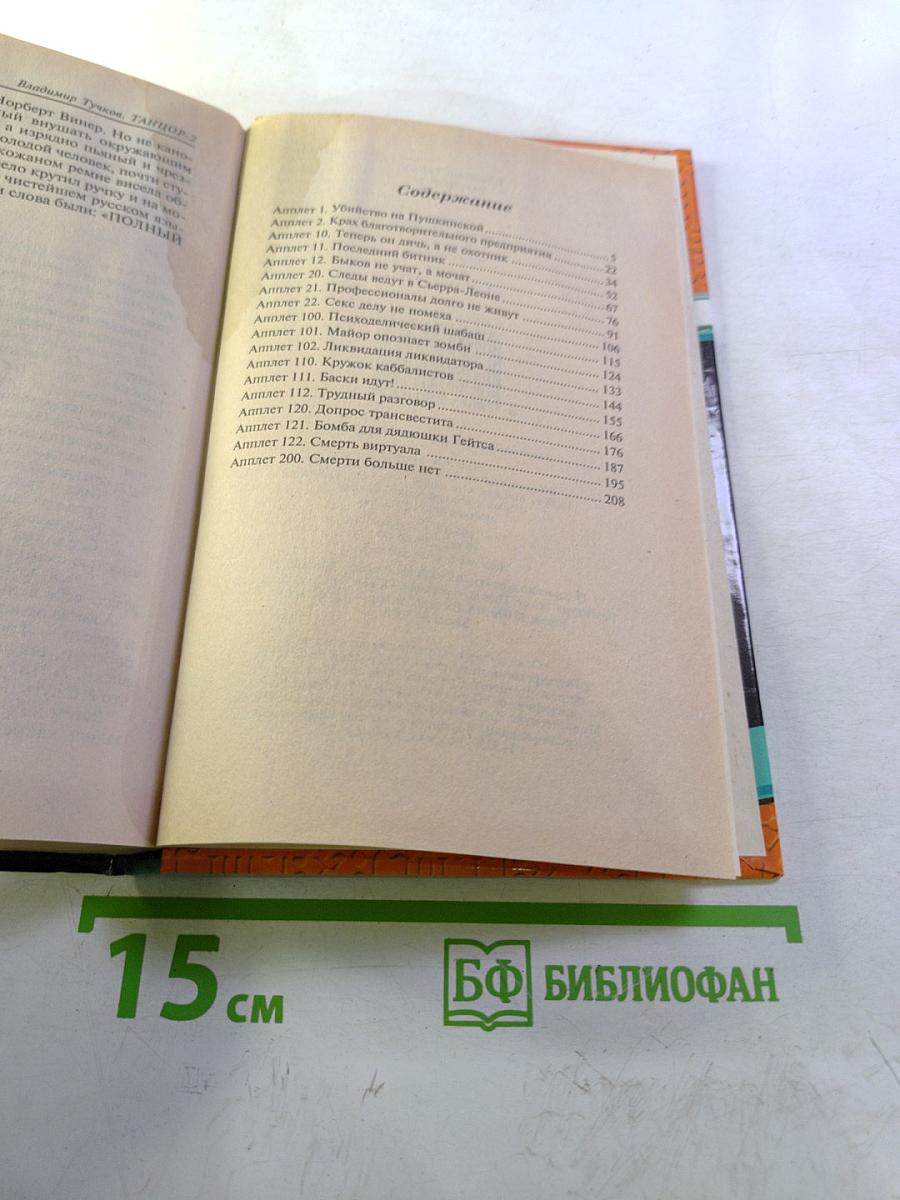 Владимир Тучков. ТАНЦОР-2
Норберт Винер. Но не кано-
ный внушать окружающим
а изрядно пьяный и чрез-
молодой человек, почти сту-
кожаном ремне висела об-
ело крутил ручку и на мо-
чистейшем русском язы-
и слова были: «ПОЛНЫЙ
Содержание
Апплет 1. Убийство на Пушкинской 5
Апплет 2. Крах благотворительного предприятия 22
Апплет 10. Теперь он дичь, а не охотник 34
Апплет 11. Последний битник 52
Апплет 12. Быков не учат, а мочат 67
Апплет 20. Следы ведут в Сьерра-Леоне 76
Апплет 21. Профессионалы долго не живут 91
Апплет 22. Секс делу не помеха 106
Апплет 100. Психоделический шабаш 115
Апплет 101. Майор опознает зомби 124
Апплет 102. Ликвидация ликвидатора 133
Апплет 110. Кружок каббалистов 144
Апплет 111. Баски идут! 155
Апплет 112. Трудный разговор 166
Апплет 120. Допрос трансвестита 176
Апплет 121. Бомба для дядюшки Гейтса 187
Апплет 122. Смерть виртуала 195
Апплет 200. Смерти больше нет 208
15 см
БФ БИБЛИОФАН